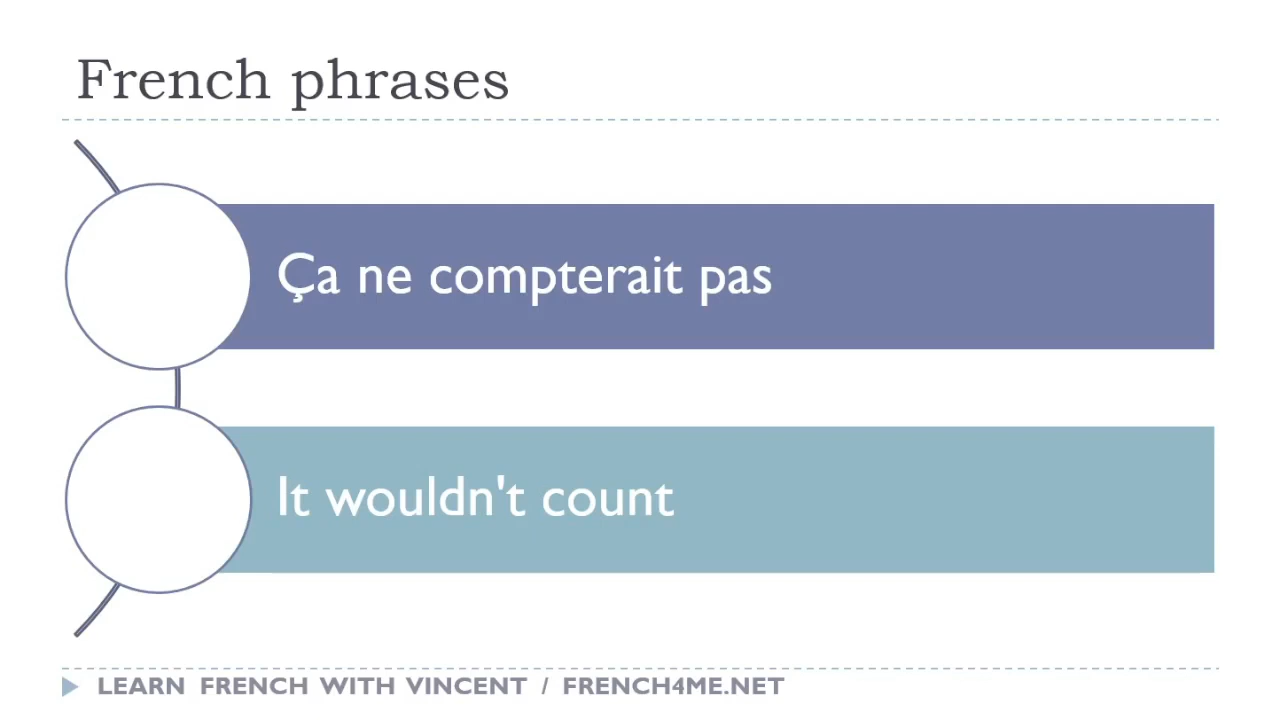 French phrases
Ça ne compterait pas
It wouldn't count
LEARN FRENCH WITH VINCENT / FRENCH4ME.NET